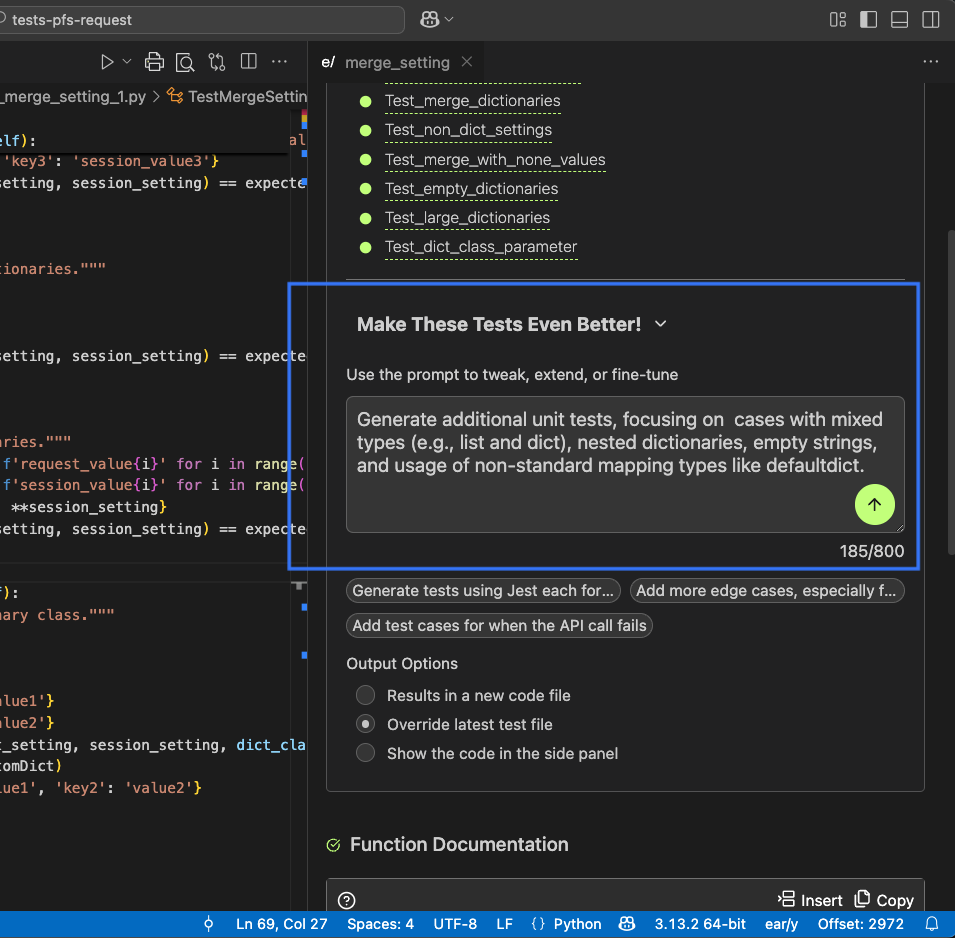 tests-pfs-request
e/ merge_setting
_merge_setting_1.py > TestMergeSettin
elf):
al
'key3': 'session_value3'}
setting, session_setting) == expecte
tionaries."""
setting, session_setting) == expecte
aries."""
f'request_value{i}' for i in range(
f'session_value{i}' for i in range(
**session_setting}
setting, session_setting) == expecte
f):
nary class."""
alue1'}
alue2'}
t_setting, session_setting, dict_cla
tomDict)
lue1', 'key2': 'value2'}
Test_merge_dictionaries
Test_non_dict_settings
Test_merge_with_none_values
Test_empty_dictionaries
Test_large_dictionaries
Test_dict_class_parameter
Make These Tests Even Better!
Use the prompt to tweak, extend, or fine-tune
Generate additional unit tests, focusing on  cases with mixed
types (e.g., list and dict), nested dictionaries, empty strings,
and usage of non-standard mapping types like defaultdict.
185/800
Generate tests using Jest each for... Add more edge cases, especially f...
Add test cases for when the API call fails
Output Options
Results in a new code file
Override latest test file
Show the code in the side panel
Function Documentation
Insert Copy
Ln 69, Col 27 Spaces: 4 UTF-8 LF {} Python 3.13.2 64-bit ear/y Offset: 2972